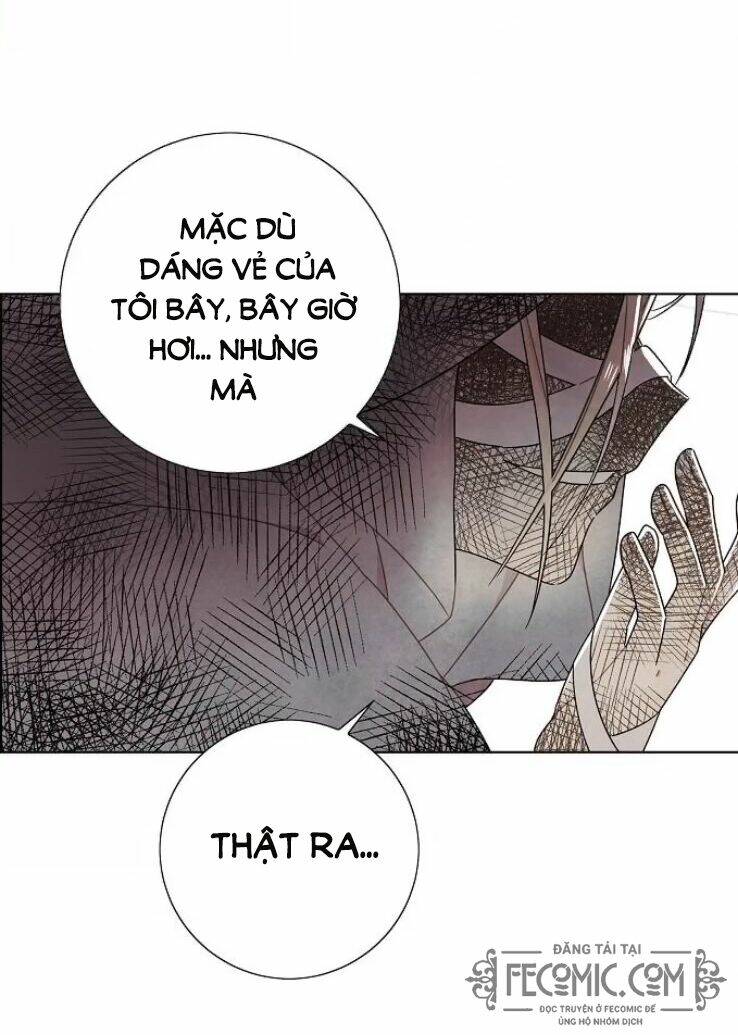 MẶC DÙ
DÁNG VẺ CỦA
TÔI BÂY, BÂY GIỜ
HƠI... NHƯNG
MÀ
THẬT RA...
ĐĂNG TẢI TẠI
FECOMIC.COM
ĐỌC TRUYỆN Ở FECOMIC ĐỂ
ỦNG HỘ NHÓM DỊCH